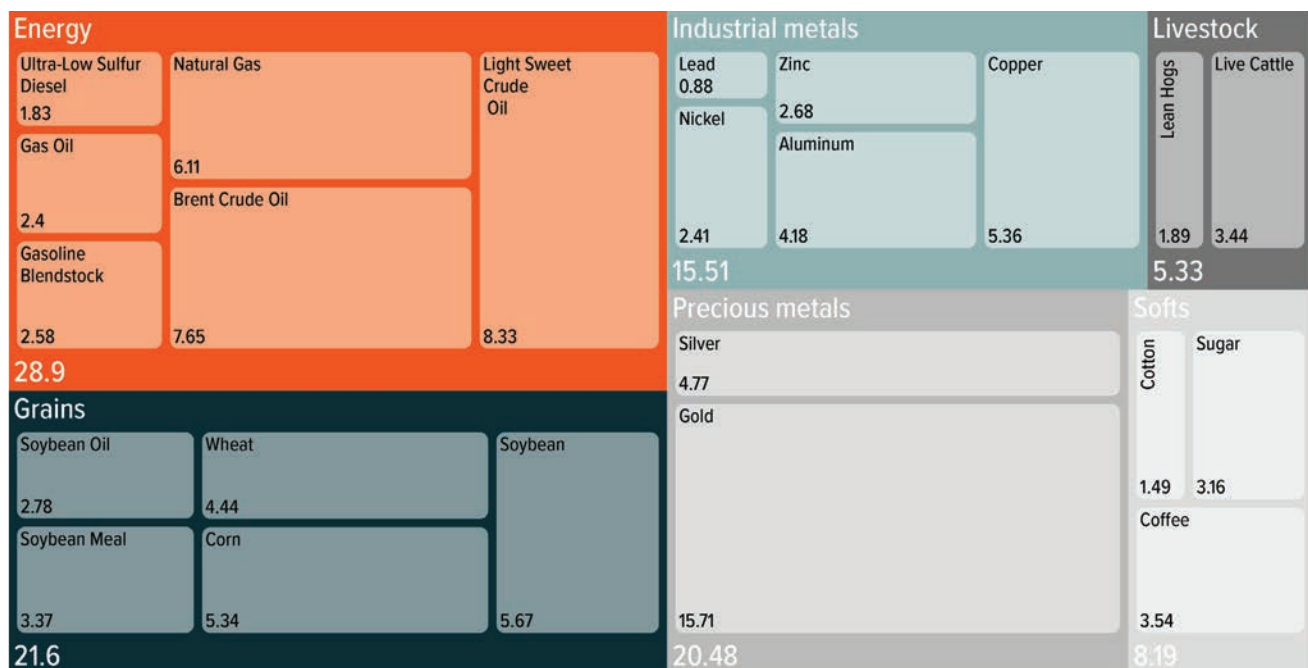 Energy
Ultra-Low Sulfur
Diesel
1.83
Gas Oil
2.4
Gasoline
Blendstock
2.58
Natural Gas
6.11
Brent Crude Oil
7.65
Light Sweet
Crude
Oil
8.33
28.9
Grains
Soybean Oil
2.78
Soybean Meal
3.37
Wheat
4.44
Corn
5.34
Soybean
5.67
21.6
Industrial metals
Lead
0.88
Nickel
2.41
Zinc
2.68
Aluminum
4.18
Copper
5.36
15.51
Livestock
Lean Hogs
1.89
Live Cattle
3.44
5.33
Precious metals
Silver
4.77
Gold
15.71
20.48
Softs
Cotton
1.49
Sugar
3.16
Coffee
3.54
8.19